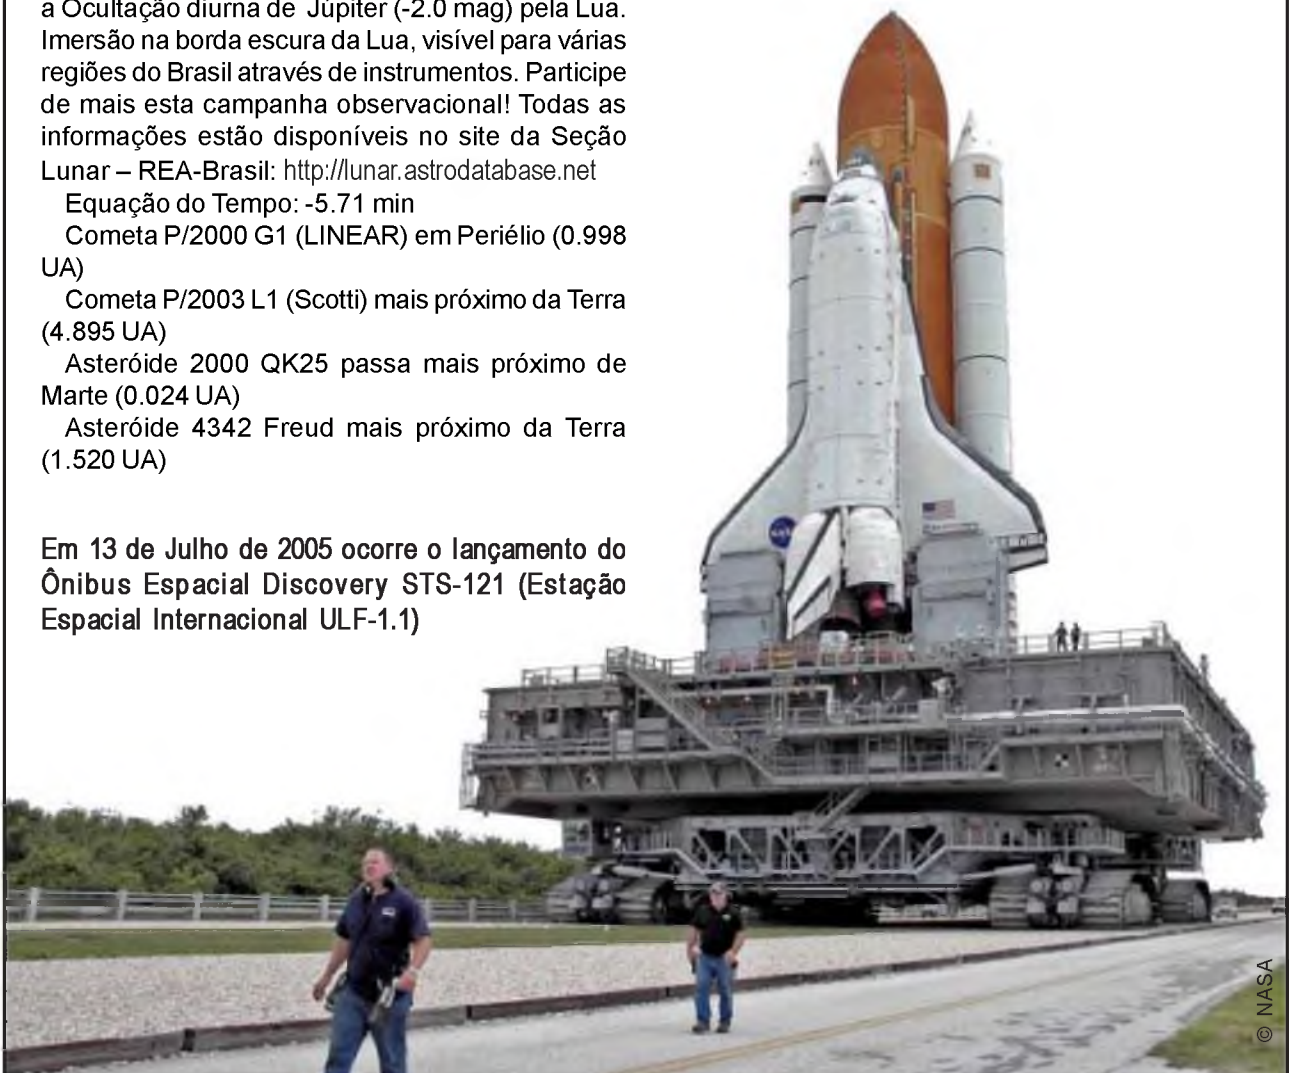 a Ocultação diurna de Júpiter (-2.0 mag) pela Lua.
Imersão na borda escura da Lua, visível para várias
regiões do Brasil através de instrumentos. Participe
de mais esta campanha observacional! Todas as
informações estão disponíveis no site da Seção
Lunar – REA-Brasil: http://lunar.astrodatabase.net
Equação do Tempo: -5.71 min
Cometa P/2000 G1 (LINEAR) em Periélio (0.998
UA)
Cometa P/2003 L1 (Scotti) mais próximo da Terra
(4.895 UA)
Asteróide 2000 QK25 passa mais próximo de
Marte (0.024 UA)
Asteróide 4342 Freud mais próximo da Terra
(1.520 UA)
Em 13 de Julho de 2005 ocorre o lançamento do
Ônibus Espacial Discovery STS-121 (Estação
Espacial Internacional ULF-1.1)
© NASA